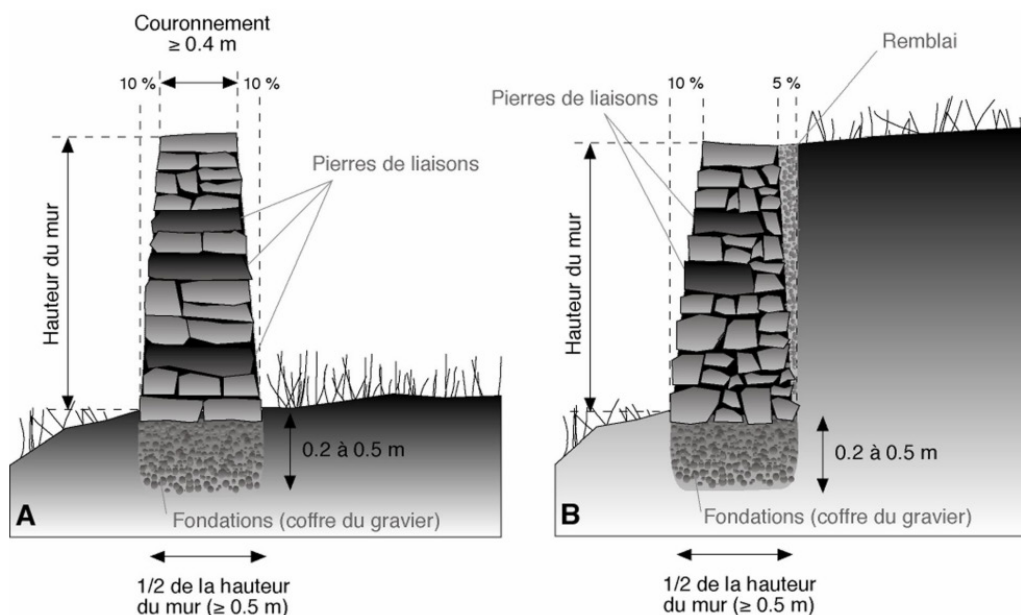 Couronnement
≥ 0.4 m
10 %
10 %
Pierres de liaisons
Hauteur du mur
0.2 à 0.5 m
A
Fondations (coffre du gravier)
1/2 de la hauteur
du mur (≥ 0.5 m)
Remblai
10 %
5 %
Pierres de liaisons
Hauteur du mur
0.2 à 0.5 m
B
Fondations (coffre du gravier)
1/2 de la hauteur
du mur (≥ 0.5 m)